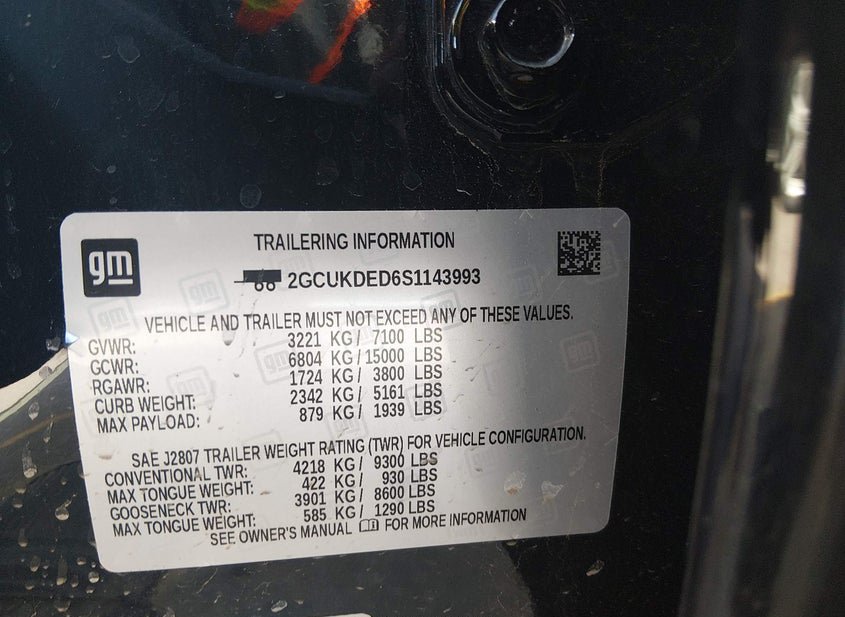 gm
TRAILERING INFORMATION
2GCUKDED6S1143993
VEHICLE AND TRAILER MUST NOT EXCEED ANY OF THESE VALUES.
GVWR: 3221 KG / 7100 LBS
GCWR: 6804 KG / 15000 LBS
RGAWR: 1724 KG / 3800 LBS
CURB WEIGHT: 2342 KG / 5161 LBS
MAX PAYLOAD: 879 KG / 1939 LBS
SAE J2807 TRAILER WEIGHT RATING (TWR) FOR VEHICLE CONFIGURATION.
CONVENTIONAL TWR: 4218 KG / 9300 LBS
MAX TONGUE WEIGHT: 422 KG / 930 LBS
GOOSENECK TWR: 3901 KG / 8600 LBS
MAX TONGUE WEIGHT: 585 KG / 1290 LBS
SEE OWNER'S MANUAL FOR MORE INFORMATION